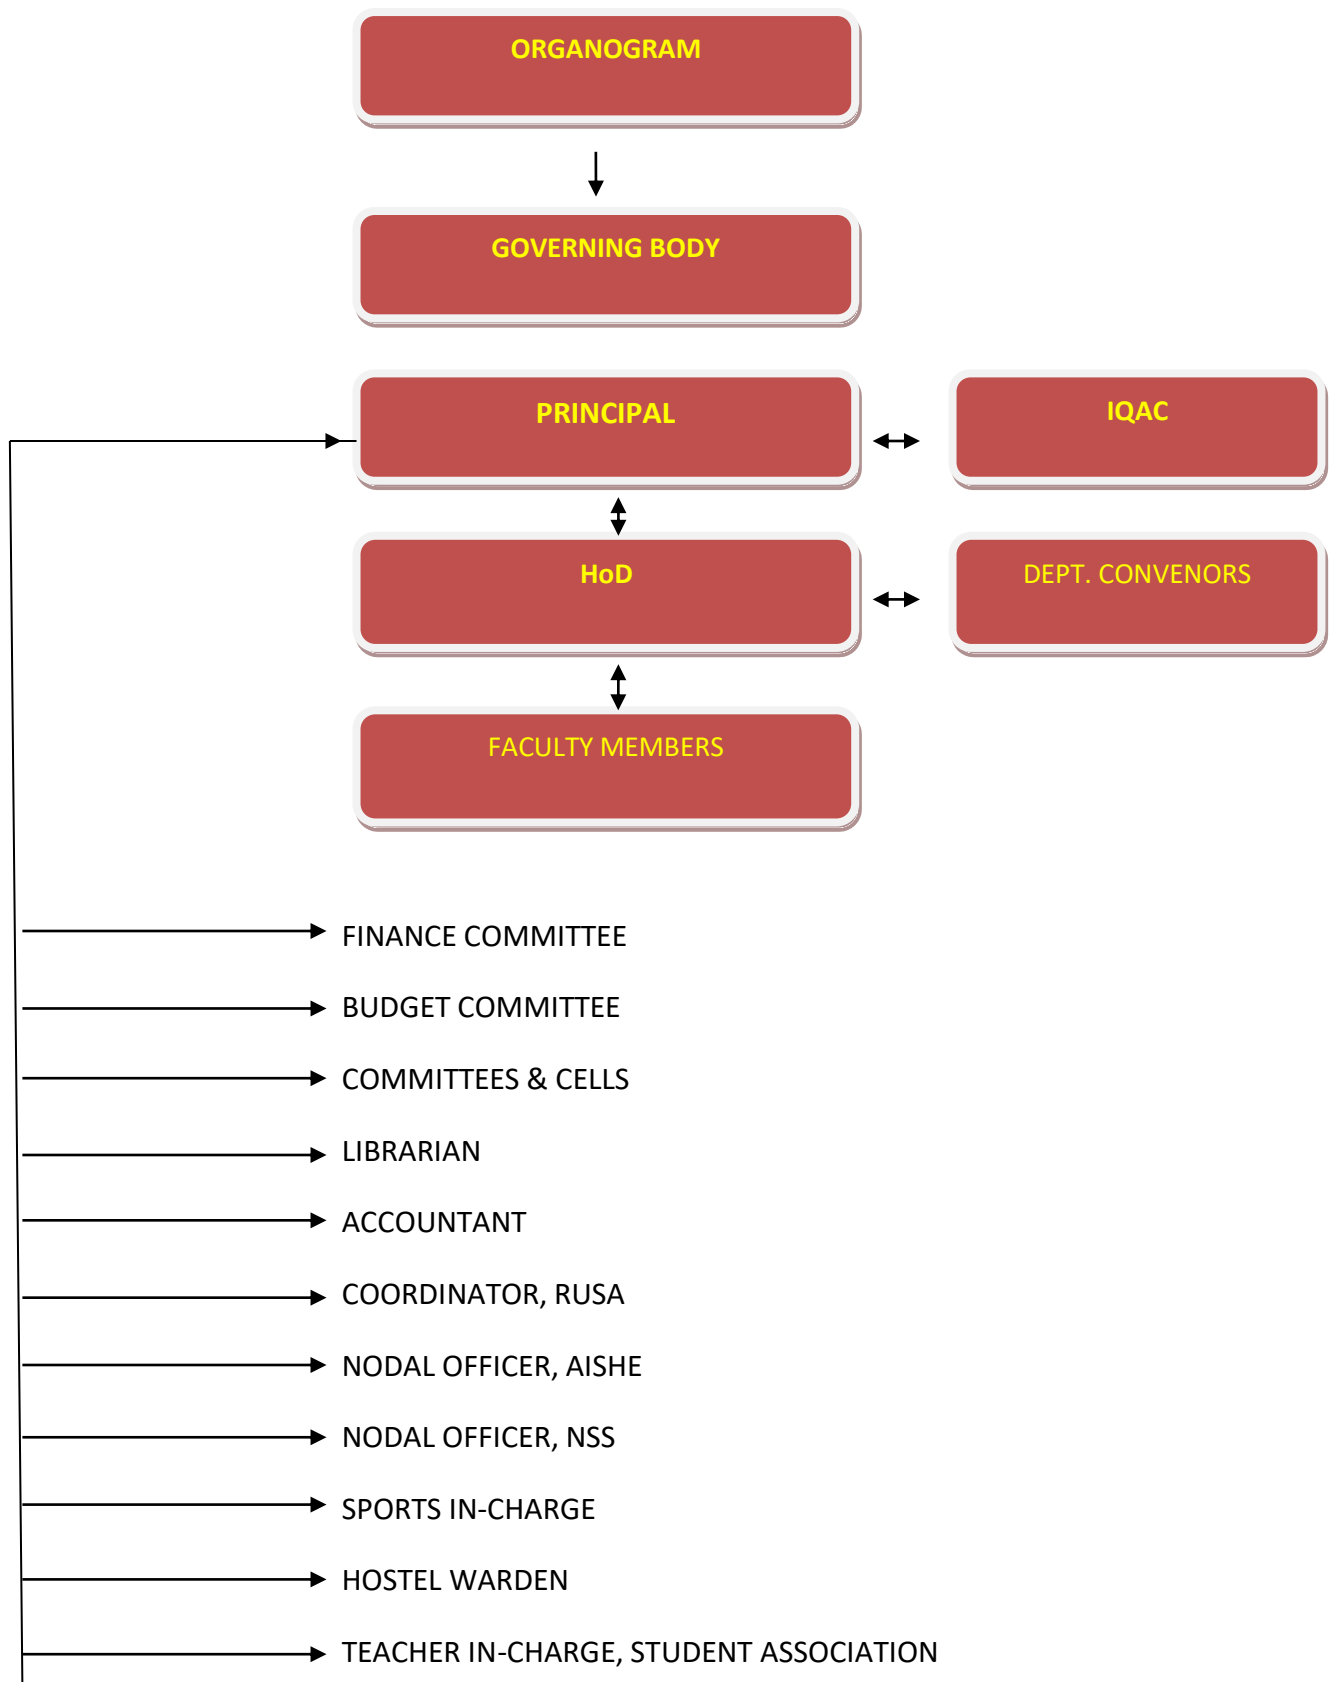 ORGANOGRAM
GOVERNING BODY
PRINCIPAL
IQAC
HoD
DEPT. CONVENORS
FACULTY MEMBERS
FINANCE COMMITTEE
BUDGET COMMITTEE
COMMITTEES & CELLS
LIBRARIAN
ACCOUNTANT
COORDINATOR, RUSA
NODAL OFFICER, AISHE
NODAL OFFICER, NSS
SPORTS IN-CHARGE
HOSTEL WARDEN
TEACHER IN-CHARGE, STUDENT ASSOCIATION